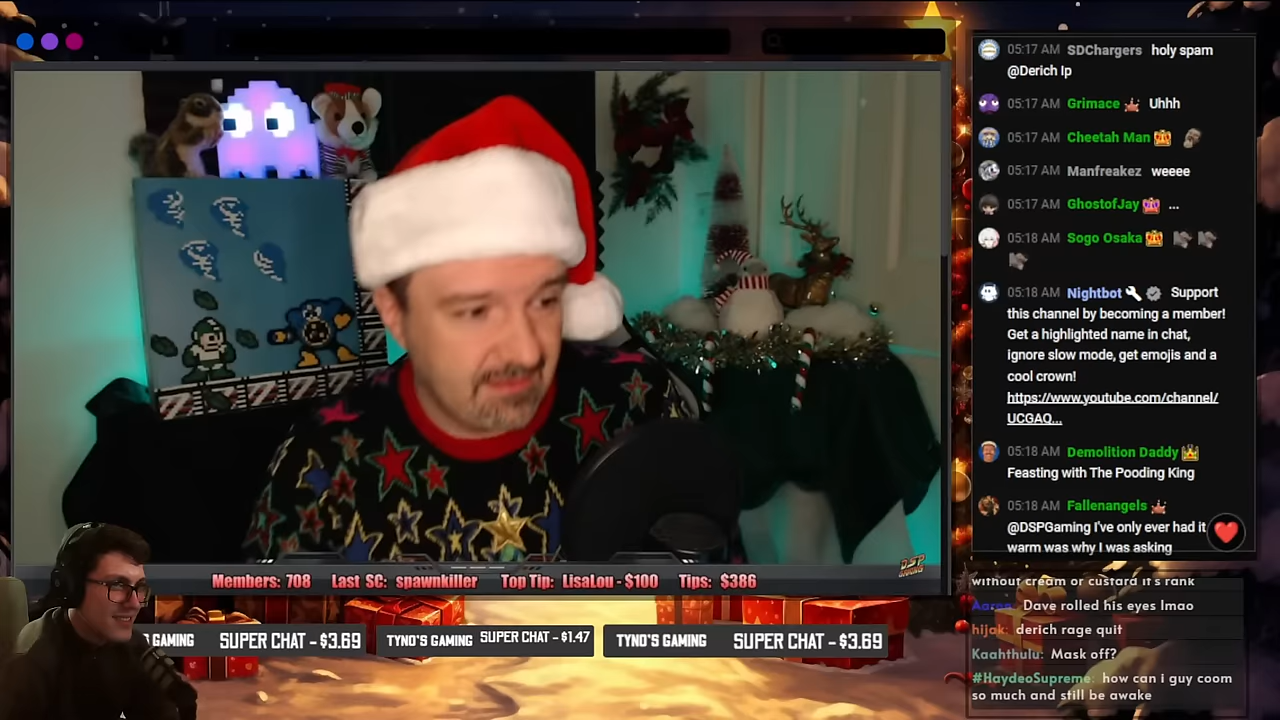 05:17 AM SDChargers holy spam
@Derich Ip
05:17 AM Grimace Uhhh
05:17 AM Cheetah Man
05:17 AM Manfreakez weeee
05:17 AM GhostofJay ...
05:18 AM Sogo Osaka
05:18 AM Nightbot Support
this channel by becoming a member!
Get a highlighted name in chat,
ignore slow mode, get emojis and a
cool crown!
https://www.youtube.com/channel/
UCGAQ...
05:18 AM Demolition Daddy
Feasting with The Pooding King
05:18 AM Fallenangels
@DSPGaming I've only ever had it
warm was why I was asking
DSP
GAMING
Members: 708 Last SC: spawnkiller Top Tip: LisaLou - $100 Tips: $386
GAMING SUPER CHAT - $3.69 TYNO'S GAMING SUPER CHAT - $1.47 TYNO'S GAMING SUPER CHAT - $3.69
without cream or custard it's rank
Aaron: Dave rolled his eyes lmao
hijok: derich rage quit
Kaahthulu: Mask off?
#HaydeoSupreme: how can i guy coom
so much and still be awake